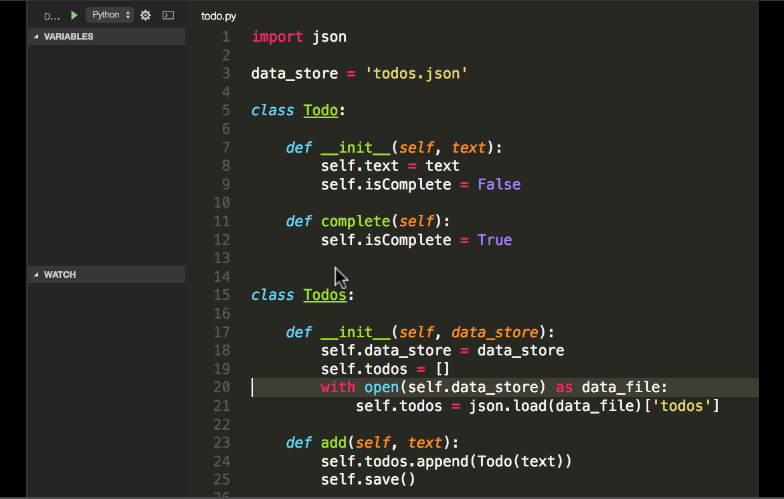 D... Python
todo.py
VARIABLES
WATCH
1 import json
2
3 data_store = 'todos.json'
4
5 class Todo:
6
7     def __init__(self, text):
8         self.text = text
9         self.isComplete = False
10
11     def complete(self):
12         self.isComplete = True
13
14
15 class Todos:
16
17     def __init__(self, data_store):
18         self.data_store = data_store
19         self.todos = []
20         with open(self.data_store) as data_file:
21             self.todos = json.load(data_file)['todos']
22
23     def add(self, text):
24         self.todos.append(Todo(text))
25         self.save()
26